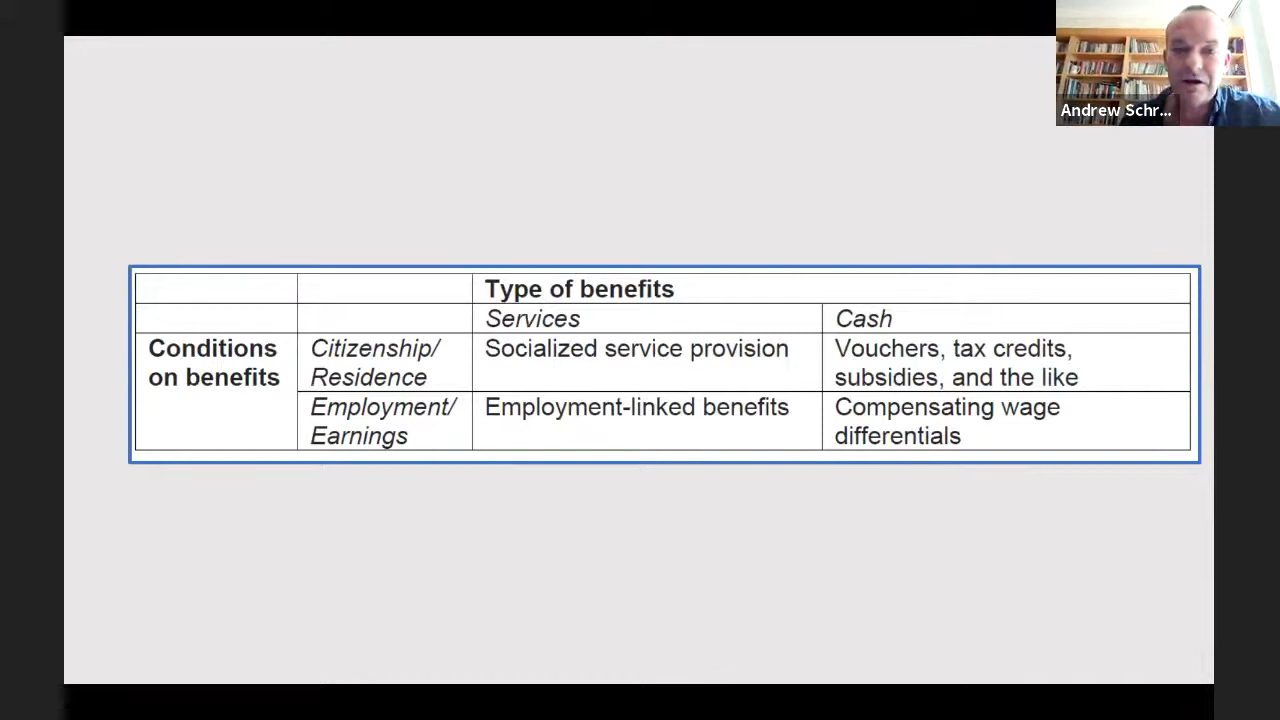 Andrew Schr...
Type of benefits
Services Cash
Conditions on benefits
Citizenship/ Residence
Socialized service provision
Vouchers, tax credits, subsidies, and the like
Employment/ Earnings
Employment-linked benefits
Compensating wage differentials